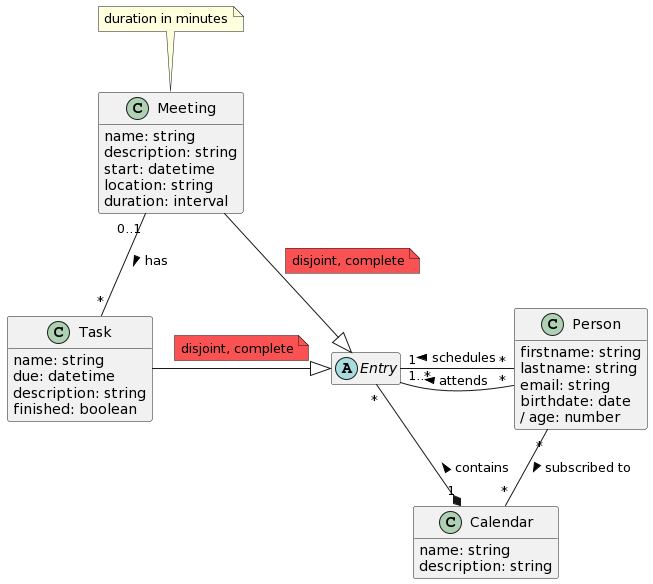 duration in minutes
C Meeting
name: string
description: string
start: datetime
location: string
duration: interval
0..1
has
*
disjoint, complete
C Task
name: string
due: datetime
description: string
finished: boolean
disjoint, complete
A Entry
1 schedules *
1..* attends *
C Person
firstname: string
lastname: string
email: string
birthdate: date
/ age: number
*
contains
1
*
subscribed to
*
C Calendar
name: string
description: string